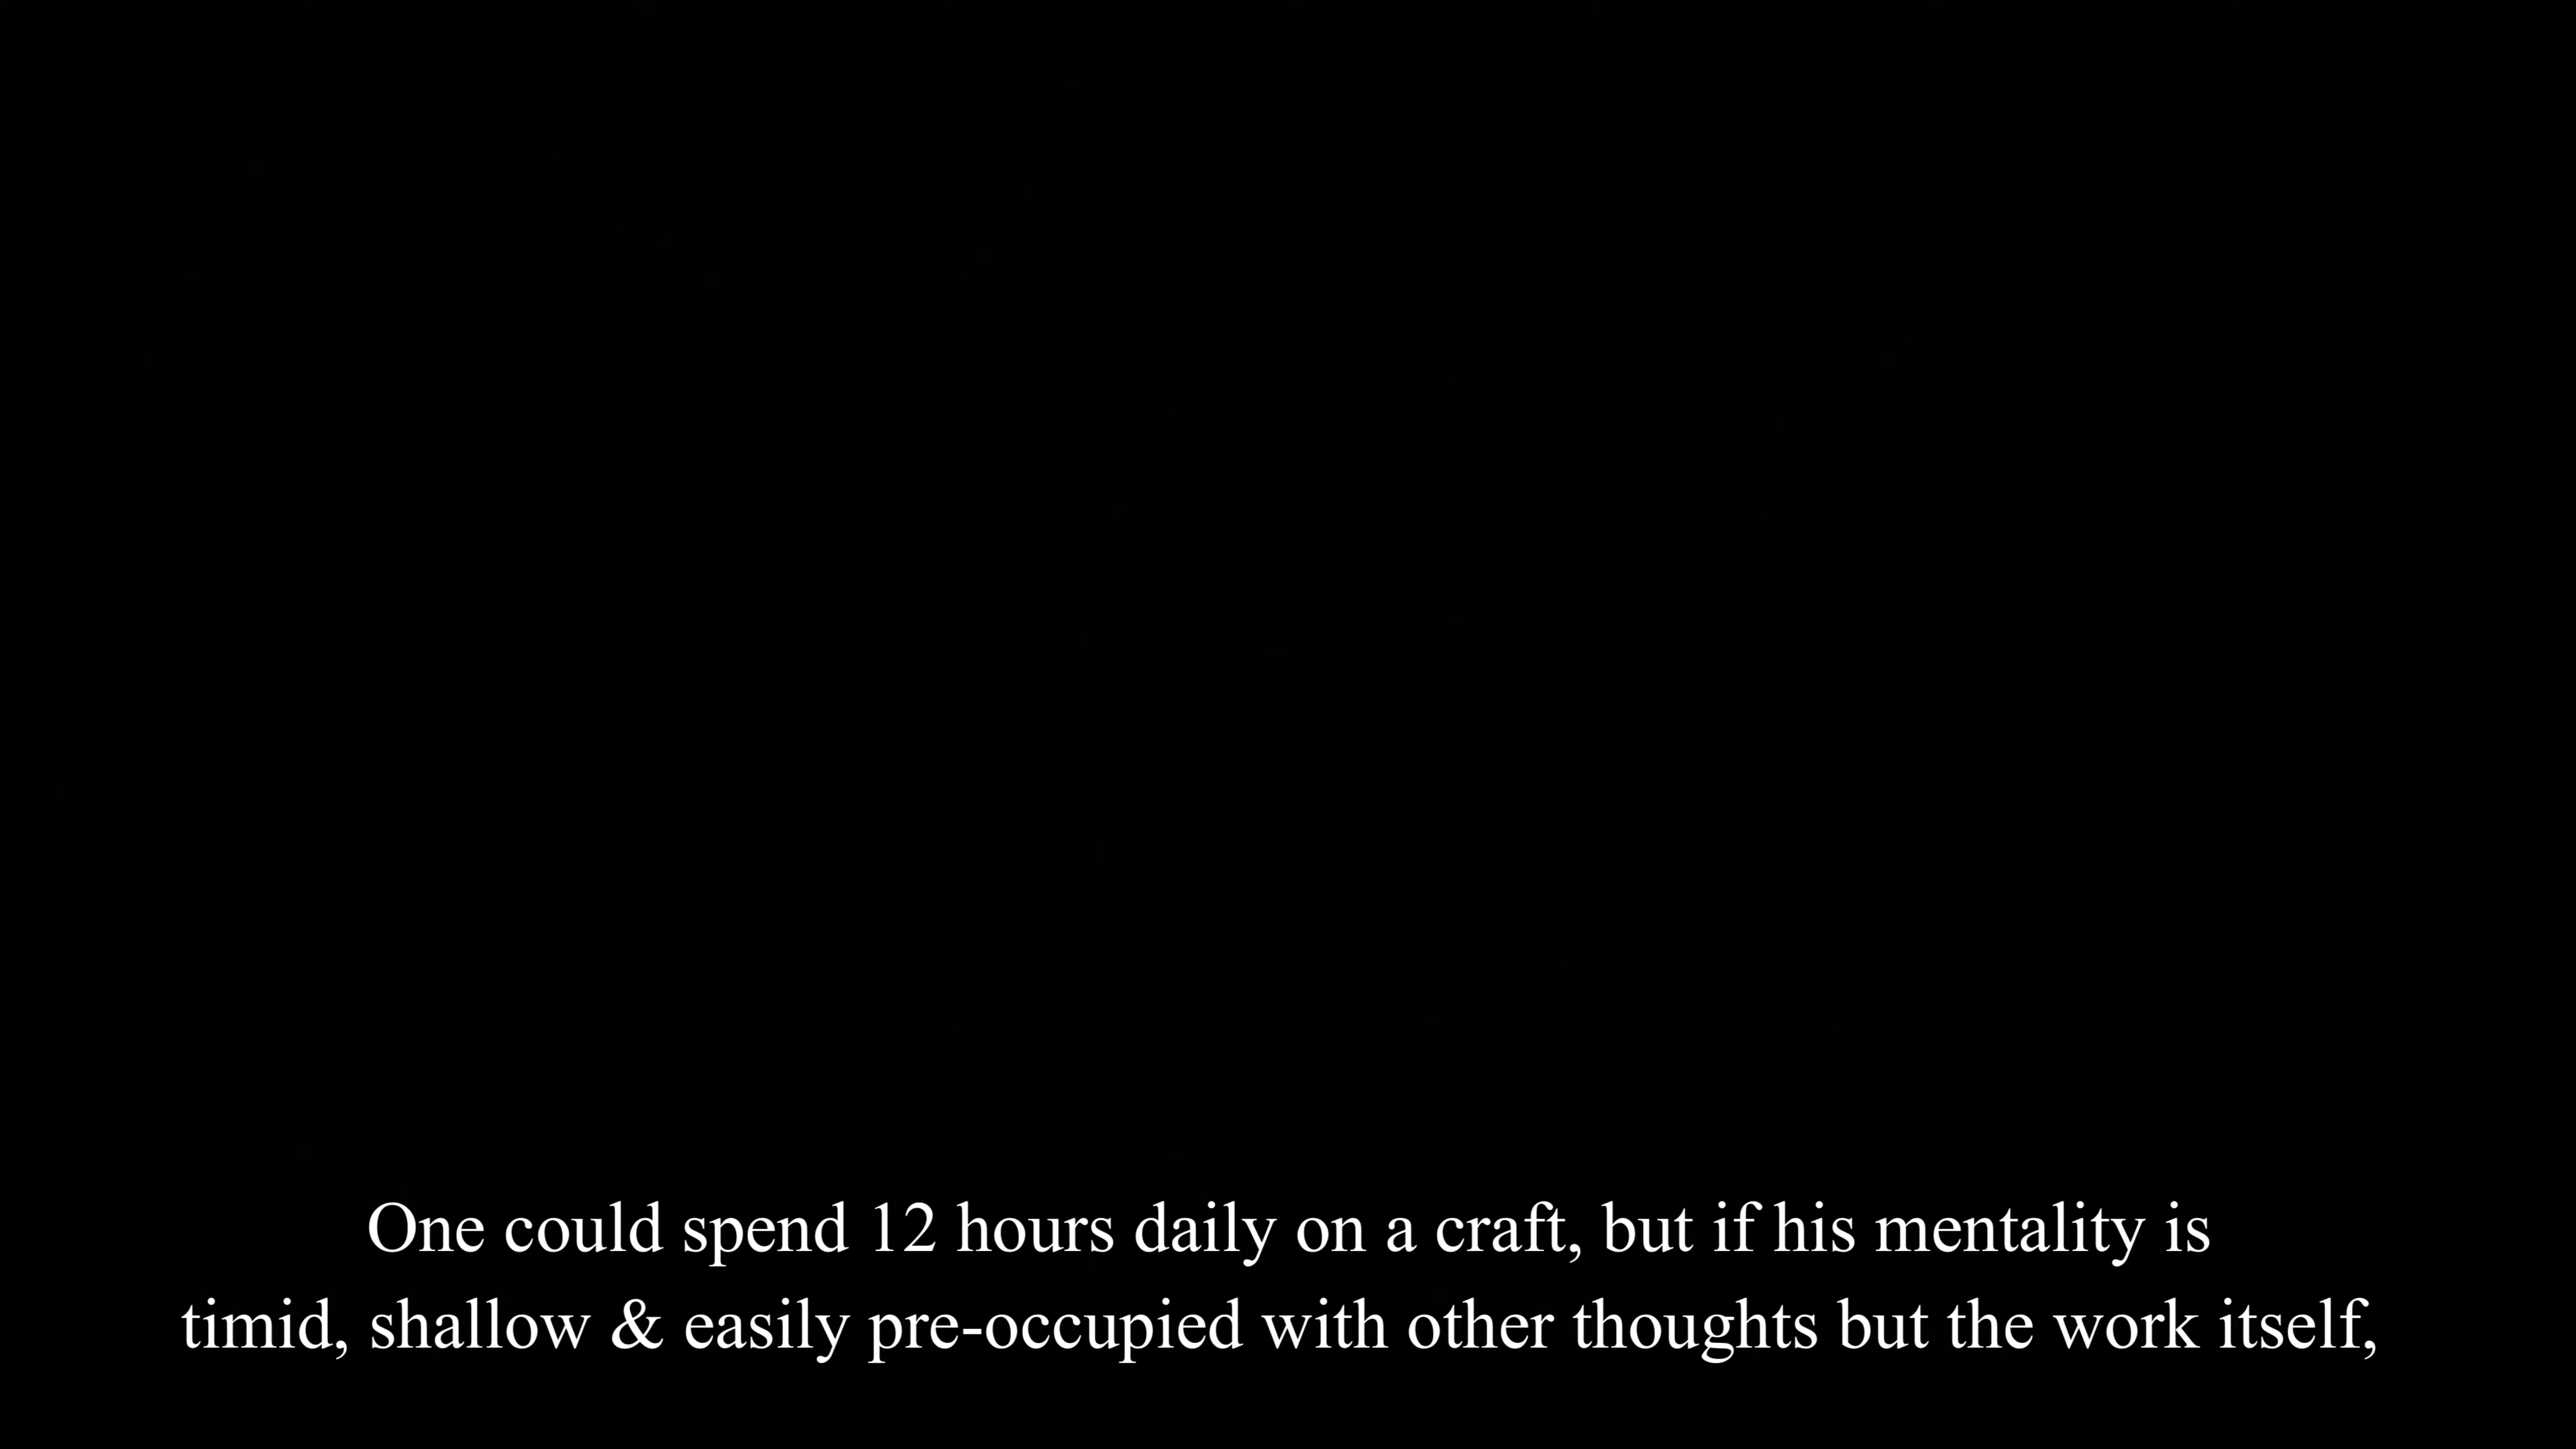 One could spend 12 hours daily on a craft, but if his mentality is
timid, shallow & easily pre-occupied with other thoughts but the work itself,